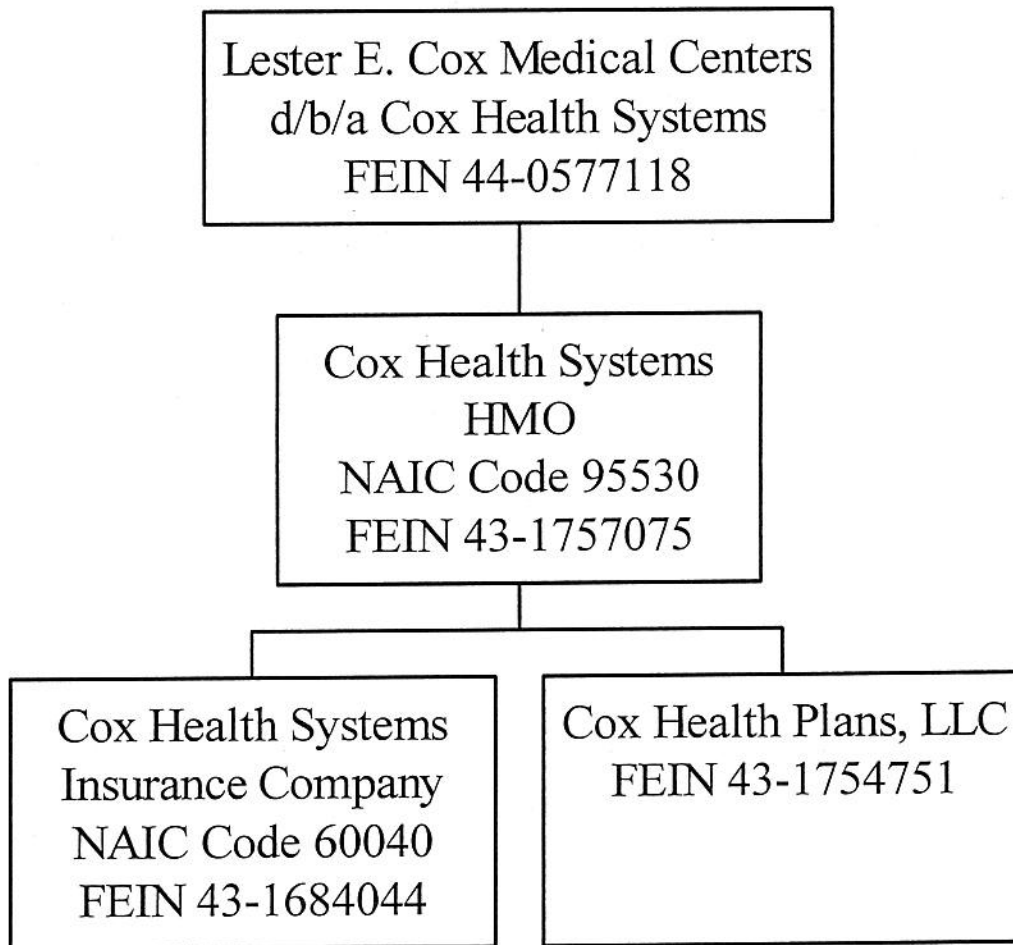 Lester E. Cox Medical Centers
d/b/a Cox Health Systems
FEIN 44-0577118
Cox Health Systems
HMO
NAIC Code 95530
FEIN 43-1757075
Cox Health Systems
Insurance Company
NAIC Code 60040
FEIN 43-1684044
Cox Health Plans, LLC
FEIN 43-1754751